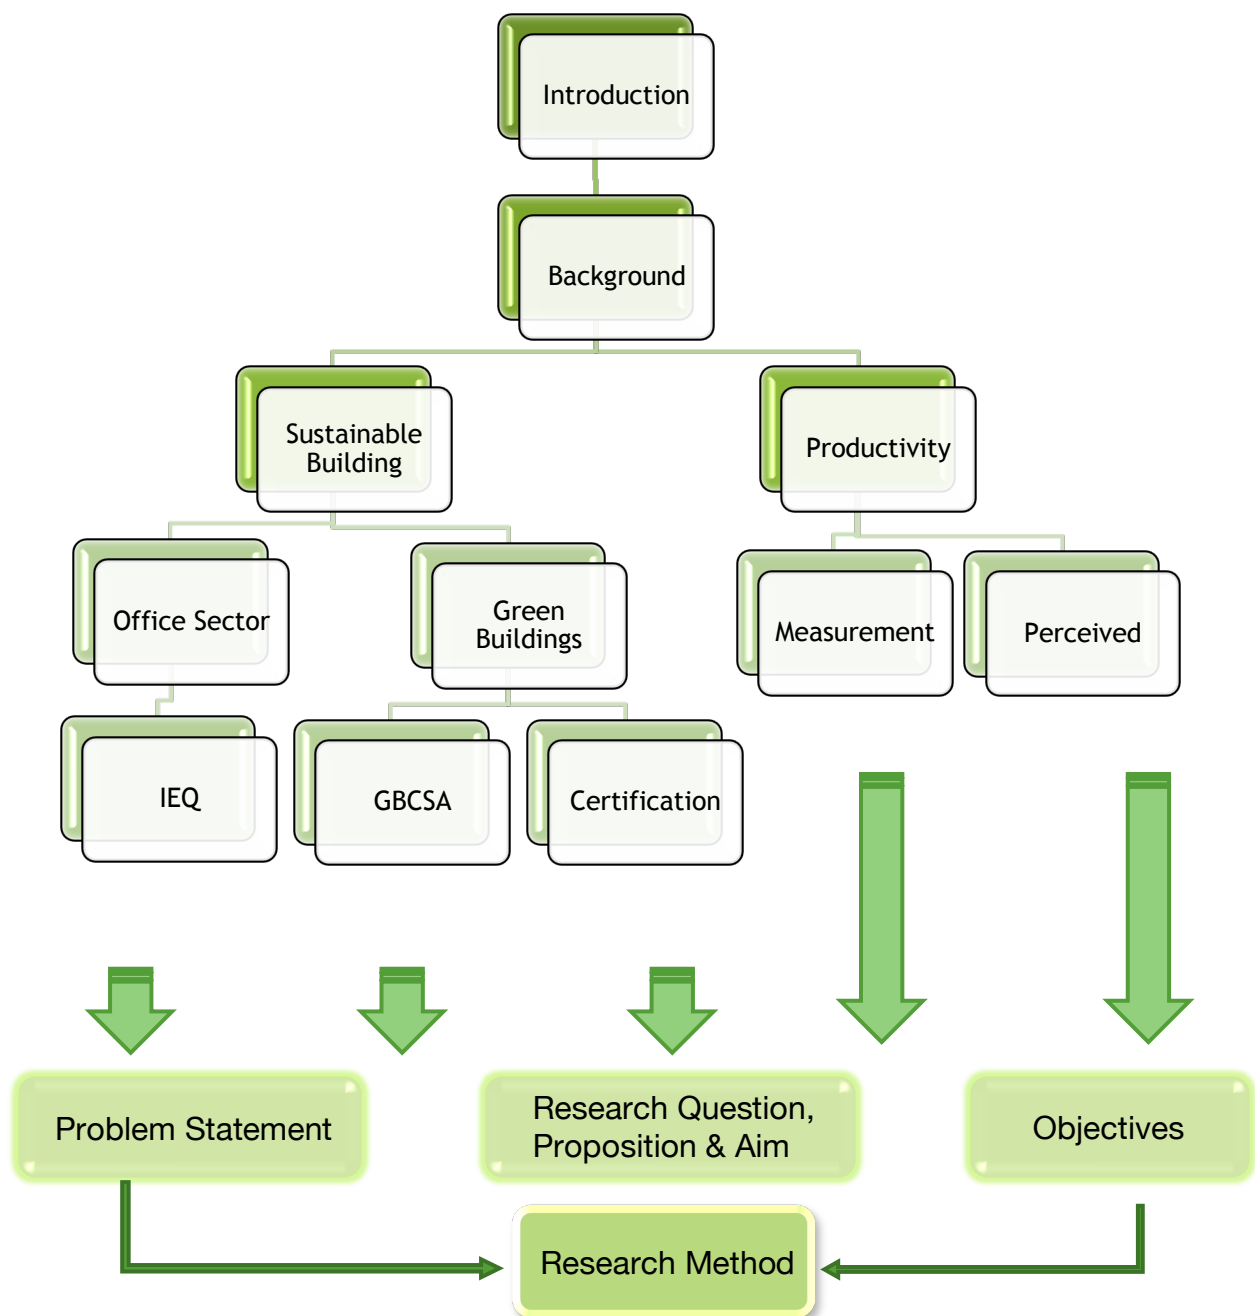 Introduction
Background
Sustainable
Building
Productivity
Office Sector
Green
Buildings
Measurement
Perceived
IEQ
GBCSA
Certification
Problem Statement
Research Question,
Proposition & Aim
Objectives
Research Method